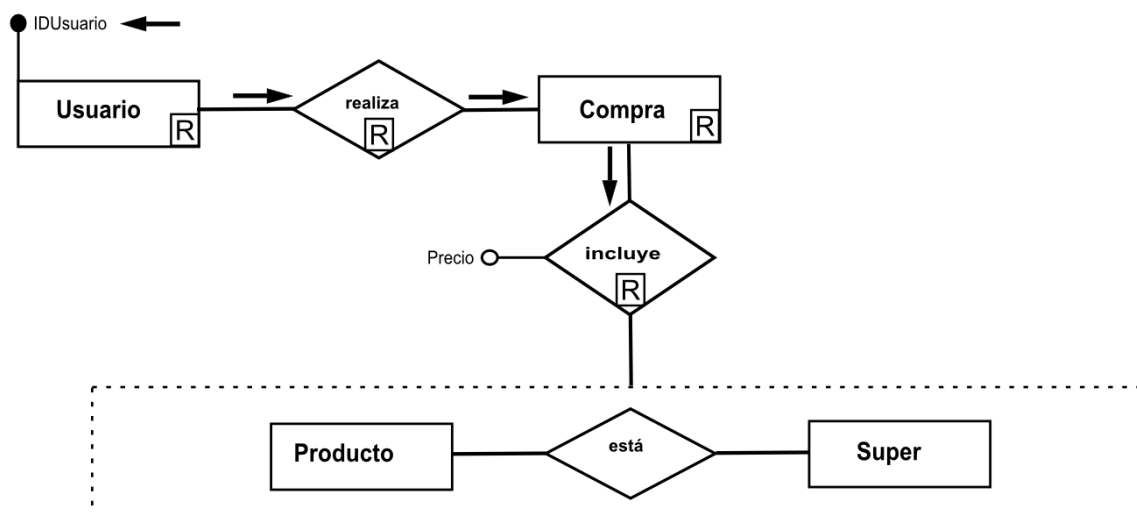 IDUsuario
Usuario
R
realiza
R
Compra
R
Precio
incluye
R
Producto
está
Super